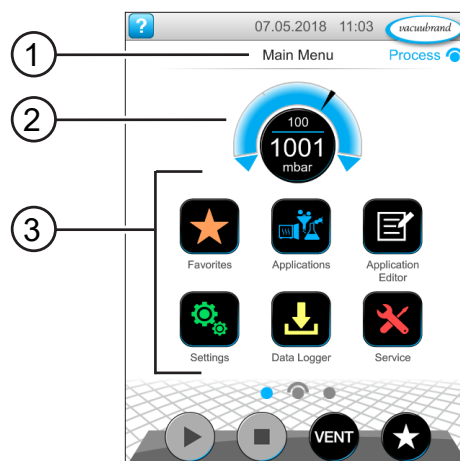 ? 07.05.2018 11:03 vacuubrand
1 Main Menu Process
2
100
1001
mbar
3
Favorites Applications Application
Editor
Settings Data Logger Service
VENT